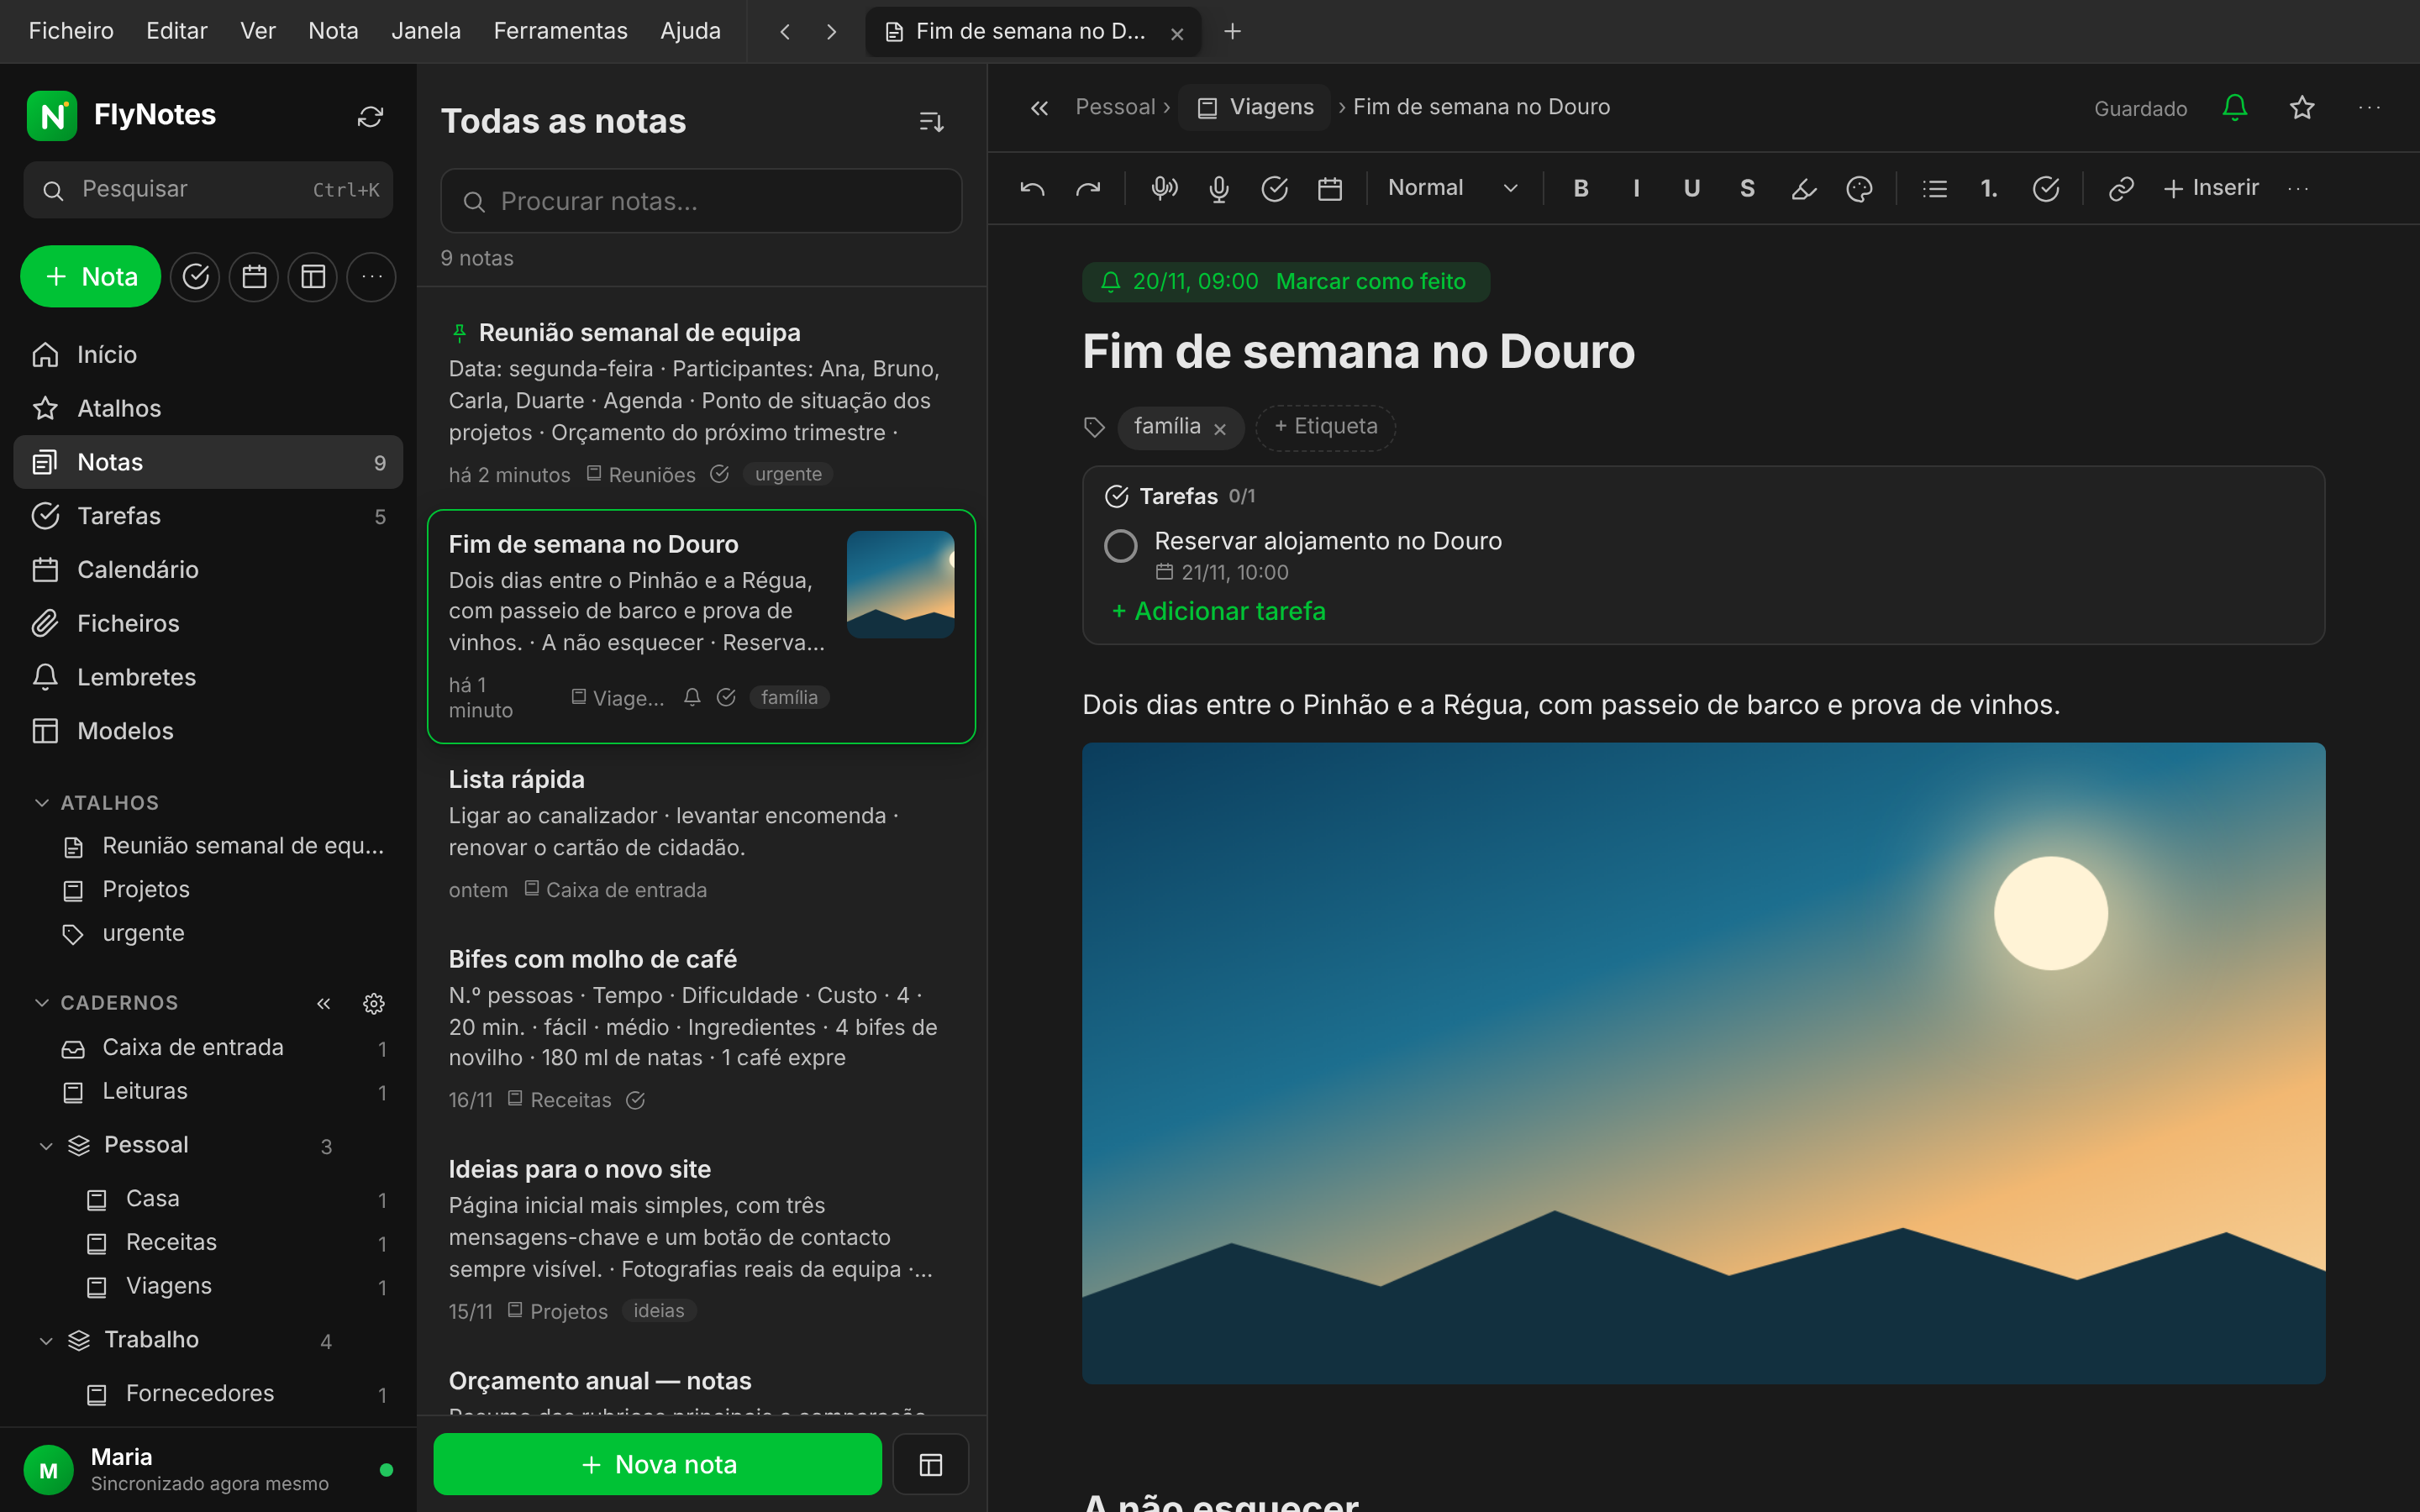 Ficheiro Editar Ver Nota Janela Ferramentas Ajuda
Fim de semana no D...
FlyNotes
Pesquisar Ctrl+K
+ Nota
Início
Atalhos
Notas 9
Tarefas 5
Calendário
Ficheiros
Lembretes
Modelos
ATALHOS
Reunião semanal de equ...
Projetos
urgente
CADERNOS
Caixa de entrada 1
Leituras 1
Pessoal 3
Casa 1
Receitas 1
Viagens 1
Trabalho 4
Fornecedores 1
M
Maria
Sincronizado agora mesmo
Todas as notas
Procurar notas...
9 notas
Reunião semanal de equipa
Data: segunda-feira · Participantes: Ana, Bruno,
Carla, Duarte · Agenda · Ponto de situação dos
projetos · Orçamento do próximo trimestre ·
há 2 minutos Reuniões urgente
Fim de semana no Douro
Dois dias entre o Pinhão e a Régua,
com passeio de barco e prova de
vinhos. · A não esquecer · Reserva...
há 1
minuto
Viage... família
Lista rápida
Ligar ao canalizador · levantar encomenda ·
renovar o cartão de cidadão.
ontem Caixa de entrada
Bifes com molho de café
N.º pessoas · Tempo · Dificuldade · Custo · 4 ·
20 min. · fácil · médio · Ingredientes · 4 bifes de
novilho · 180 ml de natas · 1 café expre
16/11 Receitas
Ideias para o novo site
Página inicial mais simples, com três
mensagens-chave e um botão de contacto
sempre visível. · Fotografias reais da equipa ·...
15/11 Projetos ideias
Orçamento anual — notas
Resumo das rubricas principais e comparação
+ Nova nota
Pessoal › Viagens › Fim de semana no Douro
Guardado
Normal B I U S 1. + Inserir
20/11, 09:00 Marcar como feito
Fim de semana no Douro
família × + Etiqueta
Tarefas 0/1
Reservar alojamento no Douro
21/11, 10:00
+ Adicionar tarefa
Dois dias entre o Pinhão e a Régua, com passeio de barco e prova de vinhos.
A não esquecer